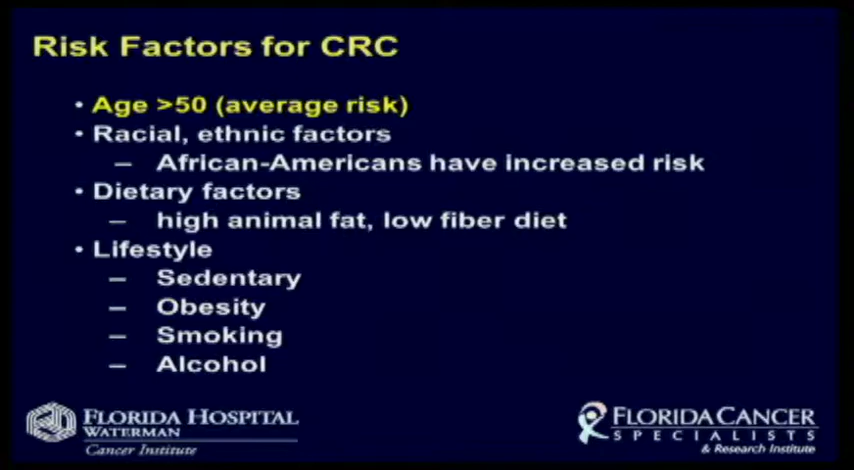 Risk Factors for CRC
• Age >50 (average risk)
• Racial, ethnic factors
– African-Americans have increased risk
• Dietary factors
– high animal fat, low fiber diet
• Lifestyle
– Sedentary
– Obesity
– Smoking
– Alcohol
FLORIDA HOSPITAL
WATERMAN
Cancer Institute
FLORIDA CANCER
SPECIALISTS
& Research Institute